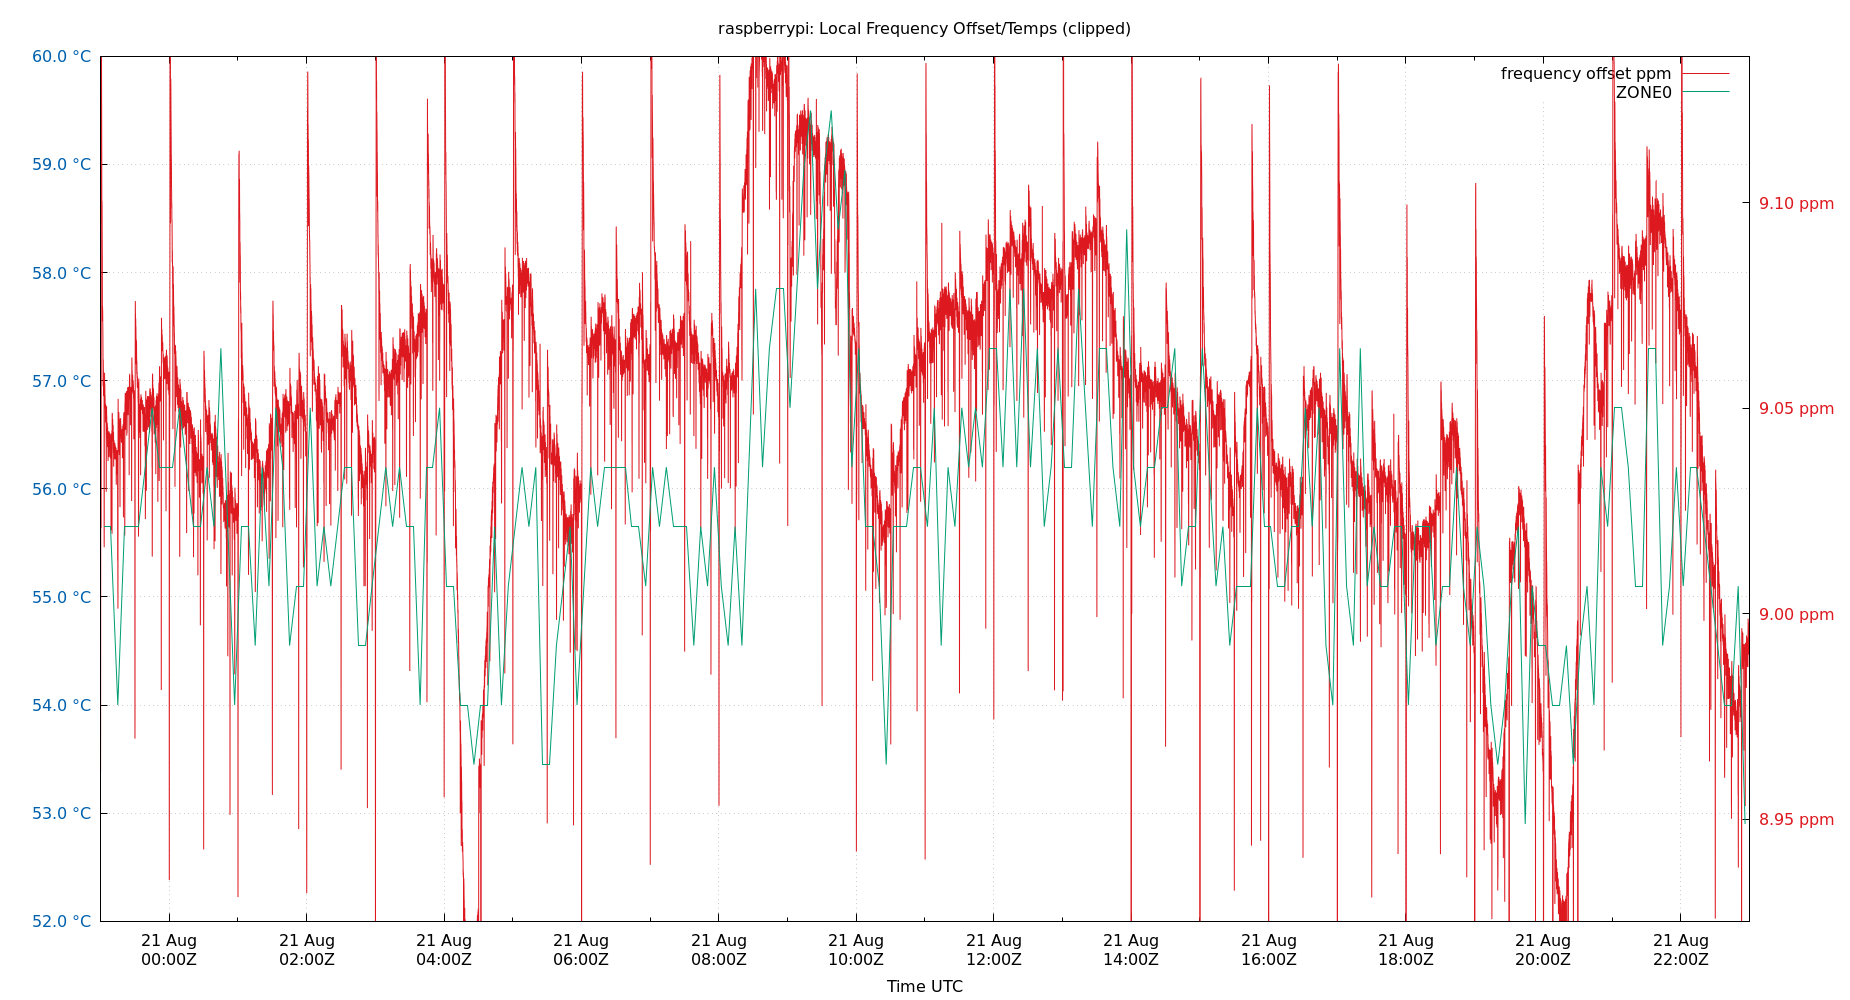 raspberrypi: Local Frequency Offset/Temps (clipped)
60.0 °C
59.0 °C
58.0 °C
57.0 °C
56.0 °C
55.0 °C
54.0 °C
53.0 °C
52.0 °C
frequency offset ppm
ZONE0
9.10 ppm
9.05 ppm
9.00 ppm
8.95 ppm
21 Aug 21 Aug 21 Aug 21 Aug 21 Aug 21 Aug 21 Aug 21 Aug 21 Aug 21 Aug 21 Aug 21 Aug
00:00Z 02:00Z 04:00Z 06:00Z 08:00Z 10:00Z 12:00Z 14:00Z 16:00Z 18:00Z 20:00Z 22:00Z
Time UTC